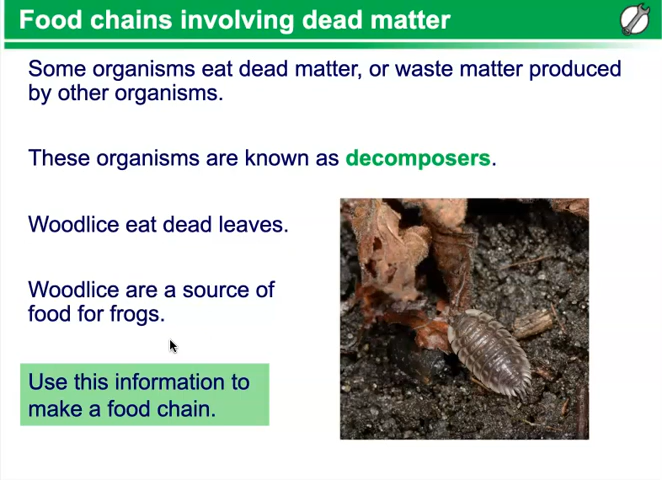 Food chains involving dead matter
Some organisms eat dead matter, or waste matter produced
by other organisms.
These organisms are known as decomposers.
Woodlice eat dead leaves.
Woodlice are a source of
food for frogs.
Use this information to
make a food chain.